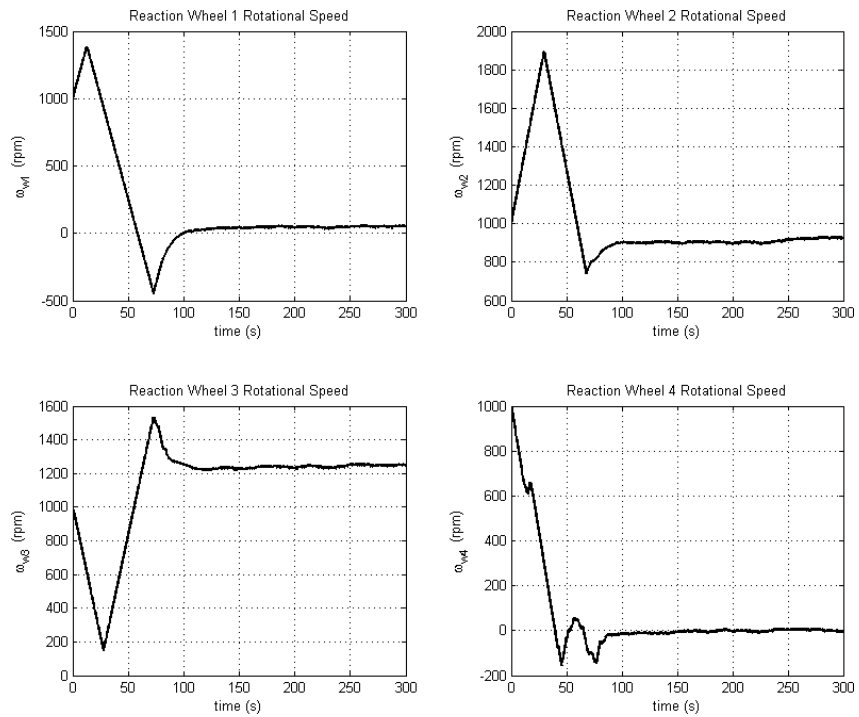 Reaction Wheel 1 Rotational Speed
1500
1000
500
0
-500
0 50 100 150 200 250 300
time (s)
ω_w1 (rpm)
Reaction Wheel 2 Rotational Speed
2000
1800
1600
1400
1200
1000
800
600
0 50 100 150 200 250 300
time (s)
ω_w2 (rpm)
Reaction Wheel 3 Rotational Speed
1600
1400
1200
1000
800
600
400
200
0
0 50 100 150 200 250 300
time (s)
ω_w3 (rpm)
Reaction Wheel 4 Rotational Speed
1000
800
600
400
200
0
-200
0 50 100 150 200 250 300
time (s)
ω_w4 (rpm)